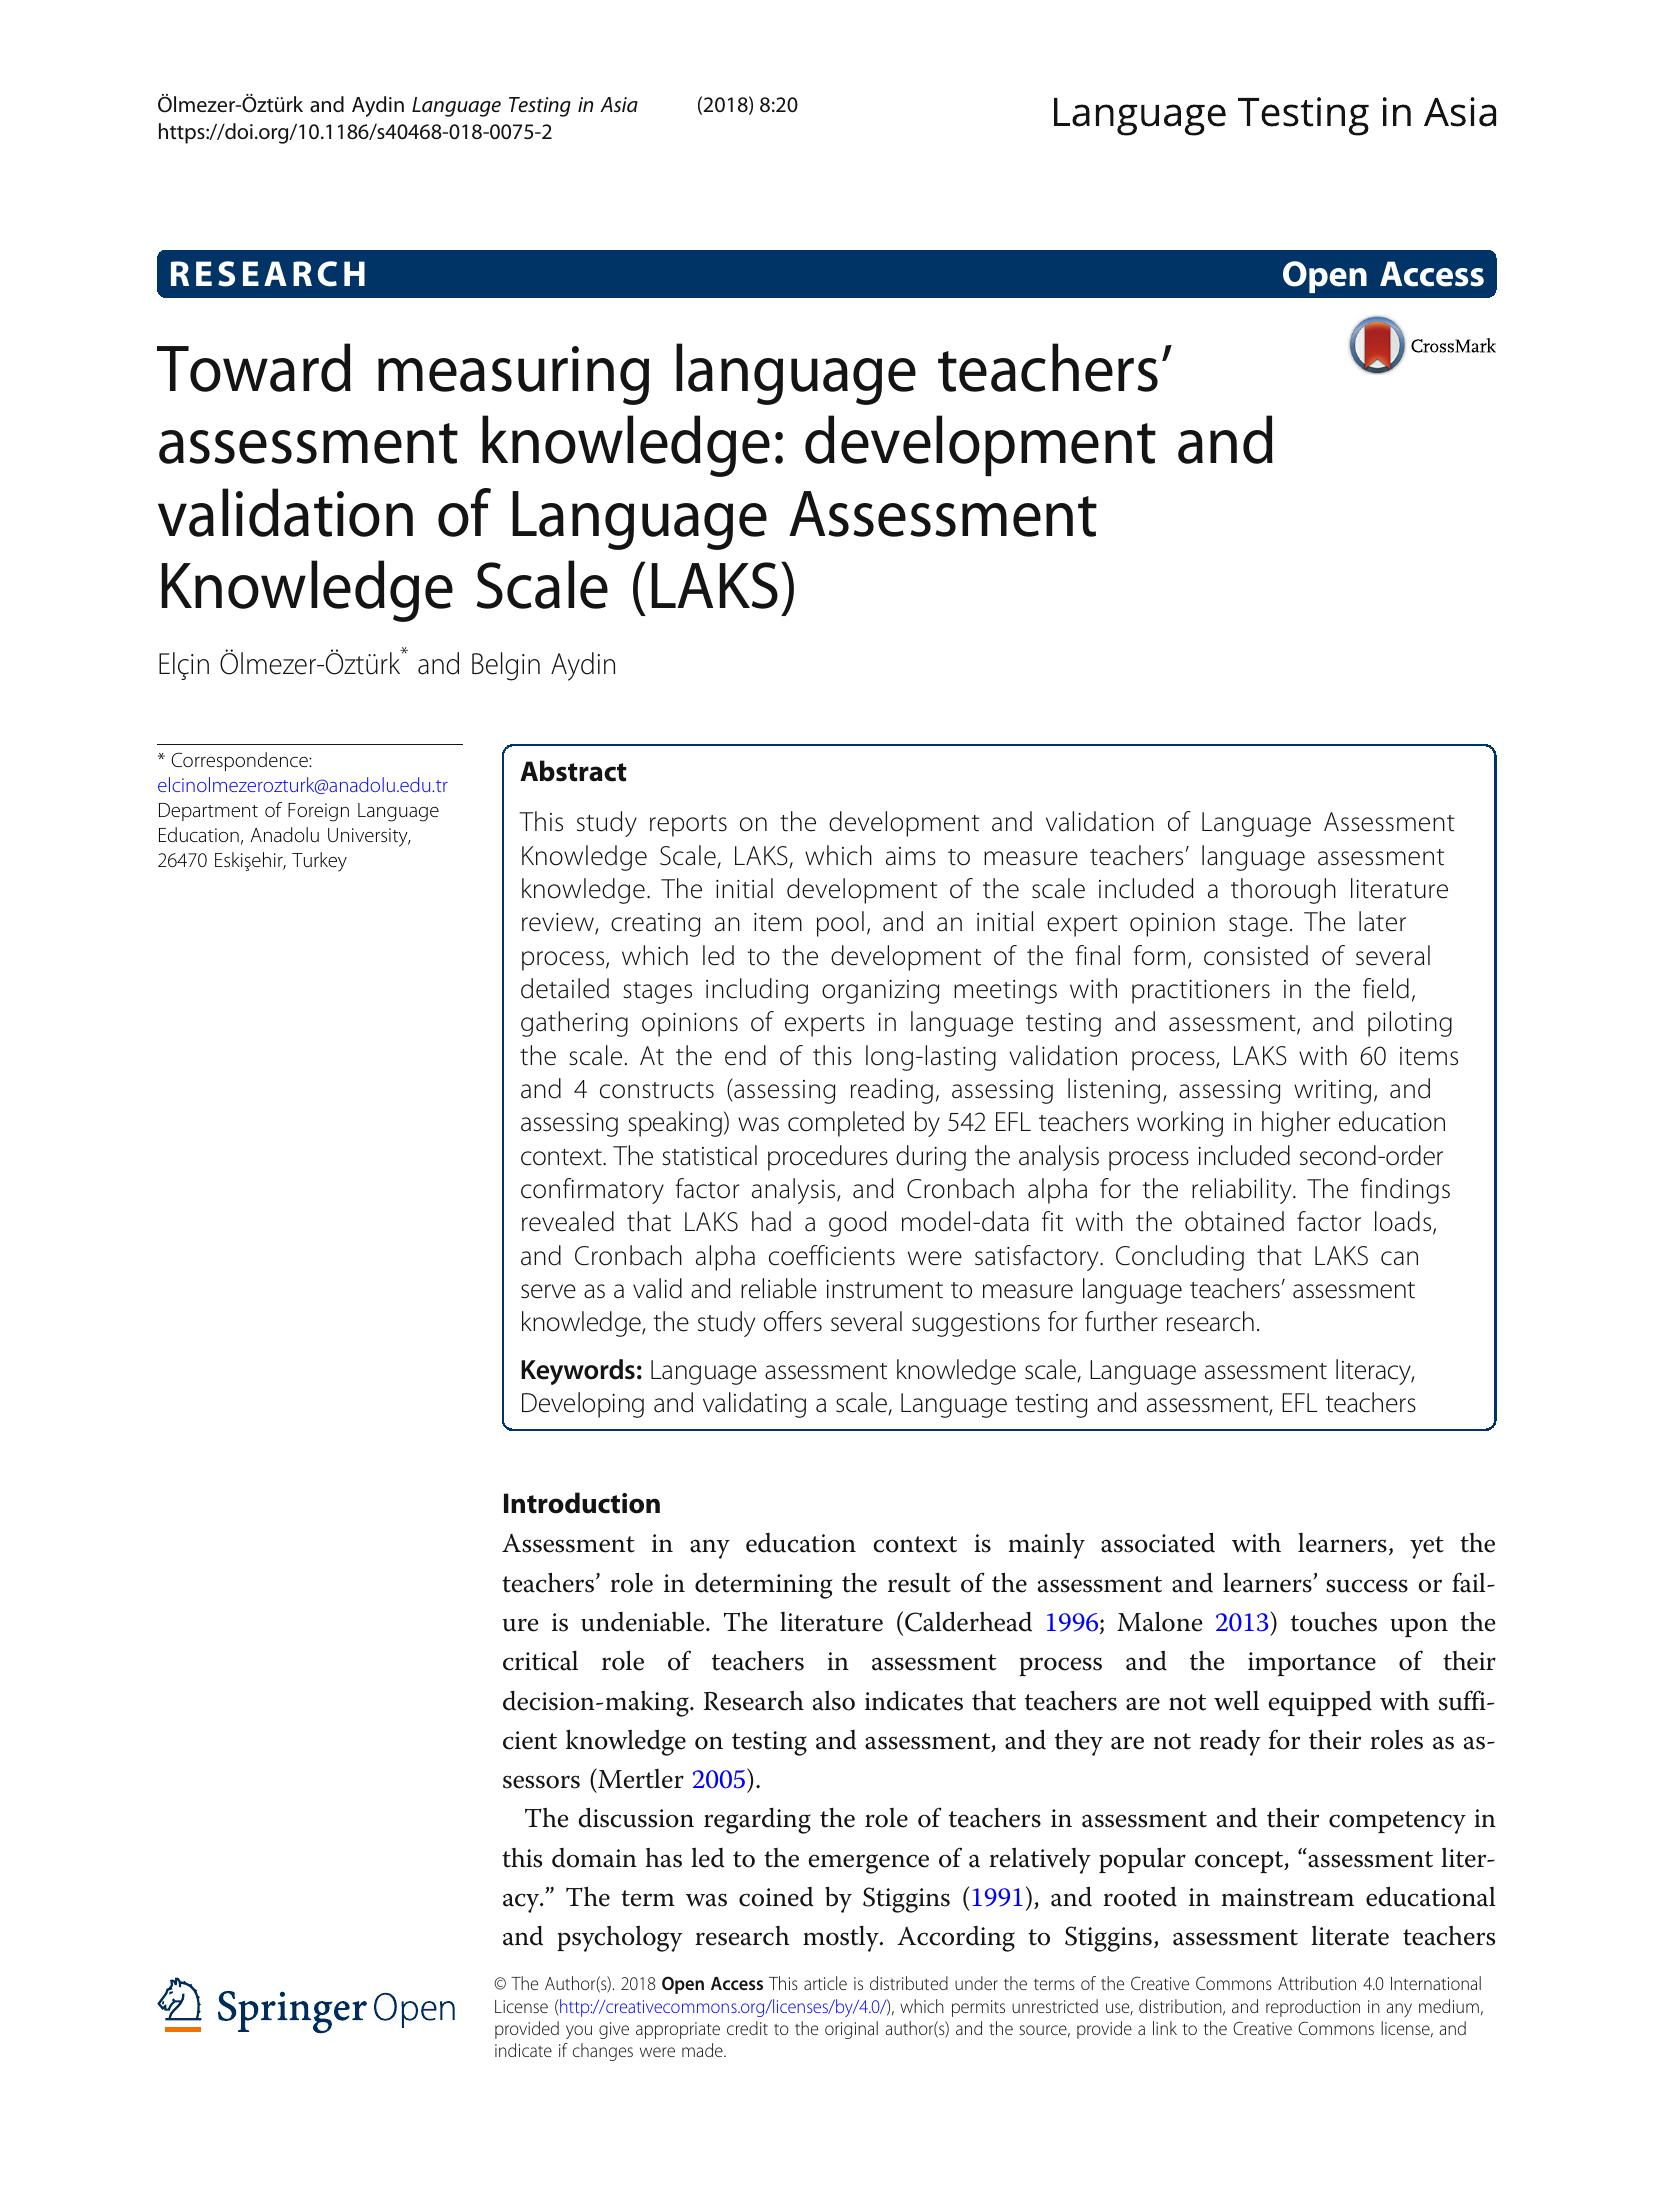 Ölmezer-Öztürk and Aydin Language Testing in Asia (2018) 8:20
https://doi.org/10.1186/s40468-018-0075-2
Language Testing in Asia
RESEARCH Open Access
CrossMark
Toward measuring language teachers’
assessment knowledge: development and
validation of Language Assessment
Knowledge Scale (LAKS)
Elçin Ölmezer-Öztürk* and Belgin Aydin
* Correspondence:
elcinolmezerozturk@anadolu.edu.tr
Department of Foreign Language
Education, Anadolu University,
26470 Eskişehir, Turkey
Abstract
This study reports on the development and validation of Language Assessment
Knowledge Scale, LAKS, which aims to measure teachers’ language assessment
knowledge. The initial development of the scale included a thorough literature
review, creating an item pool, and an initial expert opinion stage. The later
process, which led to the development of the final form, consisted of several
detailed stages including organizing meetings with practitioners in the field,
gathering opinions of experts in language testing and assessment, and piloting
the scale. At the end of this long-lasting validation process, LAKS with 60 items
and 4 constructs (assessing reading, assessing listening, assessing writing, and
assessing speaking) was completed by 542 EFL teachers working in higher education
context. The statistical procedures during the analysis process included second-order
confirmatory factor analysis, and Cronbach alpha for the reliability. The findings
revealed that LAKS had a good model-data fit with the obtained factor loads,
and Cronbach alpha coefficients were satisfactory. Concluding that LAKS can
serve as a valid and reliable instrument to measure language teachers’ assessment
knowledge, the study offers several suggestions for further research.
Keywords: Language assessment knowledge scale, Language assessment literacy,
Developing and validating a scale, Language testing and assessment, EFL teachers
Introduction
Assessment in any education context is mainly associated with learners, yet the
teachers’ role in determining the result of the assessment and learners’ success or fail-
ure is undeniable. The literature (Calderhead 1996; Malone 2013) touches upon the
critical role of teachers in assessment process and the importance of their
decision-making. Research also indicates that teachers are not well equipped with suffi-
cient knowledge on testing and assessment, and they are not ready for their roles as as-
sessors (Mertler 2005).
The discussion regarding the role of teachers in assessment and their competency in
this domain has led to the emergence of a relatively popular concept, “assessment liter-
acy.” The term was coined by Stiggins (1991), and rooted in mainstream educational
and psychology research mostly. According to Stiggins, assessment literate teachers
Springer Open
© The Author(s). 2018 Open Access This article is distributed under the terms of the Creative Commons Attribution 4.0 International
License (http://creativecommons.org/licenses/by/4.0/), which permits unrestricted use, distribution, and reproduction in any medium,
provided you give appropriate credit to the original author(s) and the source, provide a link to the Creative Commons license, and
indicate if changes were made.